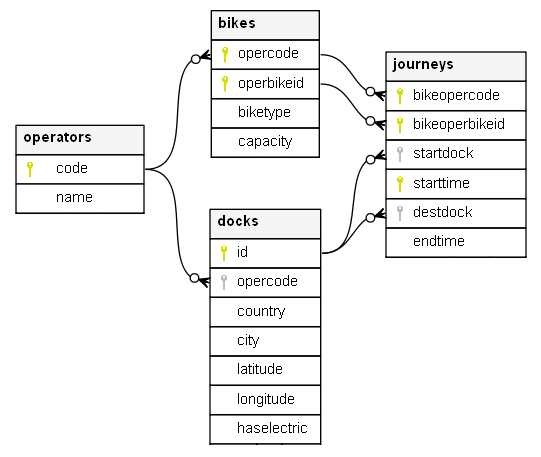 operators
code
name
bikes
opercode
operbikeid
biketype
capacity
docks
id
opercode
country
city
latitude
longitude
haselectric
journeys
bikeopercode
bikeoperbikeid
startdock
starttime
destdock
endtime